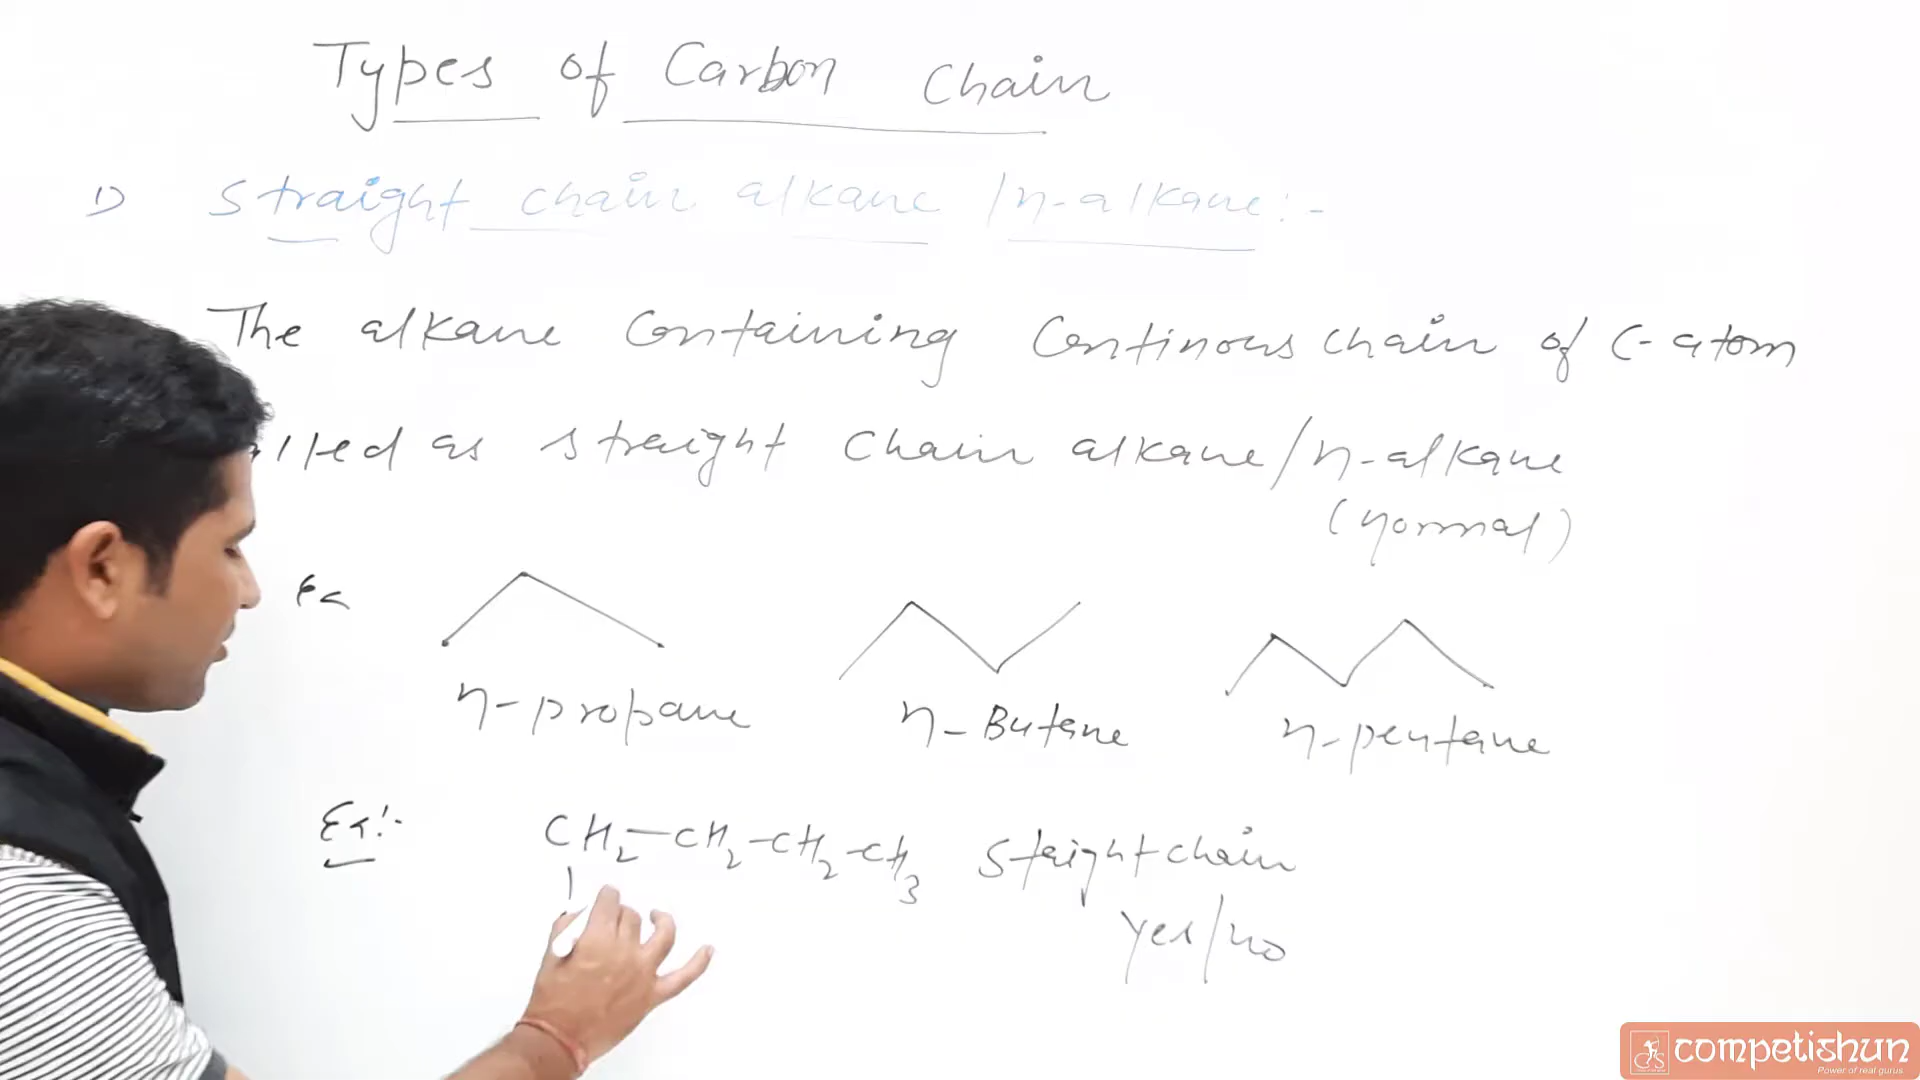 Types of Carbon Chain
1) Straight chain alkane / n-alkane :-
The alkane Containing Continous chain of C-atom
lled as straight Chain alkane / n-alkane
(normal)
Ex
n-propane n-Butane n-pentane
Ex:- CH2-CH2-CH2-CH3 Staight chain
yes/no
competishun
Power of real gurus